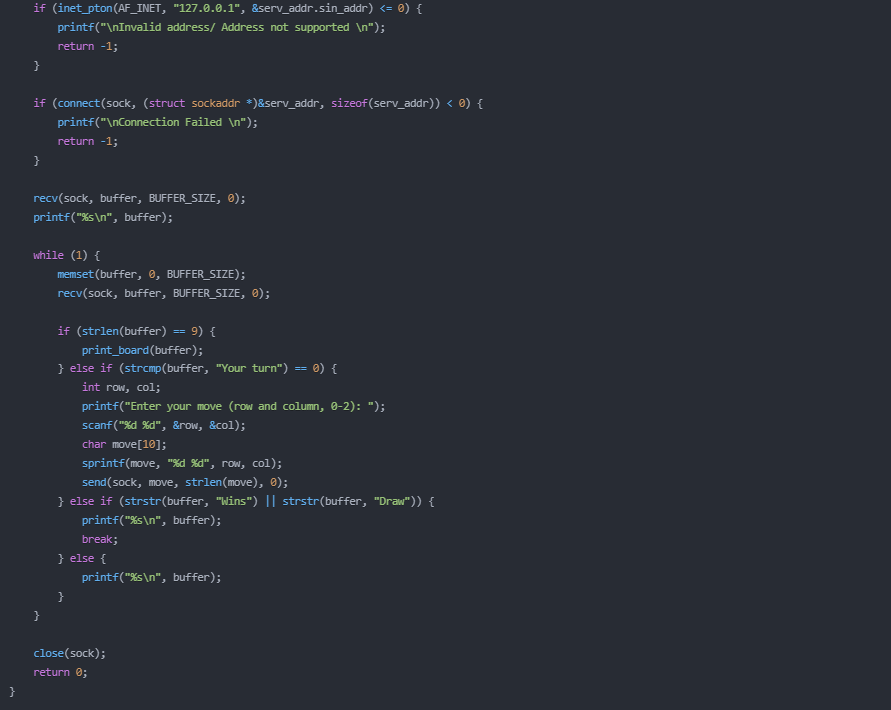 if (inet_pton(AF_INET, "127.0.0.1", &serv_addr.sin_addr) <= 0) {
printf("\nInvalid address/ Address not supported \n");
return -1;
}
if (connect(sock, (struct sockaddr *)&serv_addr, sizeof(serv_addr)) < 0) {
printf("\nConnection Failed \n");
return -1;
}
recv(sock, buffer, BUFFER_SIZE, 0);
printf("%s\n", buffer);
while (1) {
memset(buffer, 0, BUFFER_SIZE);
recv(sock, buffer, BUFFER_SIZE, 0);
if (strlen(buffer) == 9) {
print_board(buffer);
} else if (strcmp(buffer, "Your turn") == 0) {
int row, col;
printf("Enter your move (row and column, 0-2): ");
scanf("%d %d", &row, &col);
char move[10];
sprintf(move, "%d %d", row, col);
send(sock, move, strlen(move), 0);
} else if (strstr(buffer, "Wins") || strstr(buffer, "Draw")) {
printf("%s\n", buffer);
break;
} else {
printf("%s\n", buffer);
}
}
close(sock);
return 0;
}